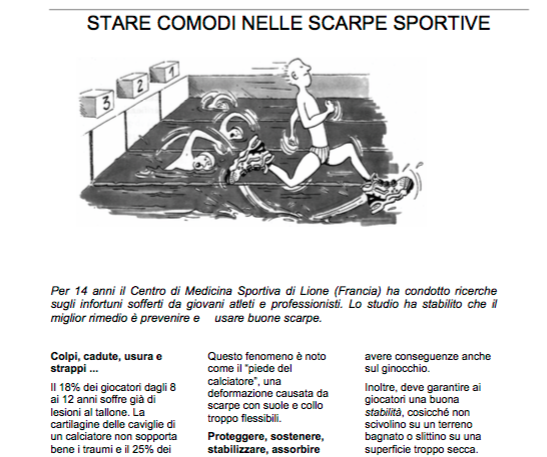 STARE COMODI NELLE SCARPE SPORTIVE
3
2
1
Per 14 anni il Centro di Medicina Sportiva di Lione (Francia) ha condotto ricerche
sugli infortuni sofferti da giovani atleti e professionisti. Lo studio ha stabilito che il
miglior rimedio è prevenire e usare buone scarpe.
Colpi, cadute, usura e
strappi ...
Il 18% dei giocatori dagli 8
ai 12 anni soffre già di
lesioni al tallone. La
cartilagine delle caviglie di
un calciatore non sopporta
bene i traumi e il 25% dei
Questo fenomeno è noto
come il "piede del
calciatore", una
deformazione causata da
scarpe con suole e collo
troppo flessibili.
Proteggere, sostenere,
stabilizzare, assorbire
avere conseguenze anche
sul ginocchio.
Inoltre, deve garantire ai
giocatori una buona
stabilità, cosicché non
scivolino su un terreno
bagnato o slittino su una
superficie troppo secca.